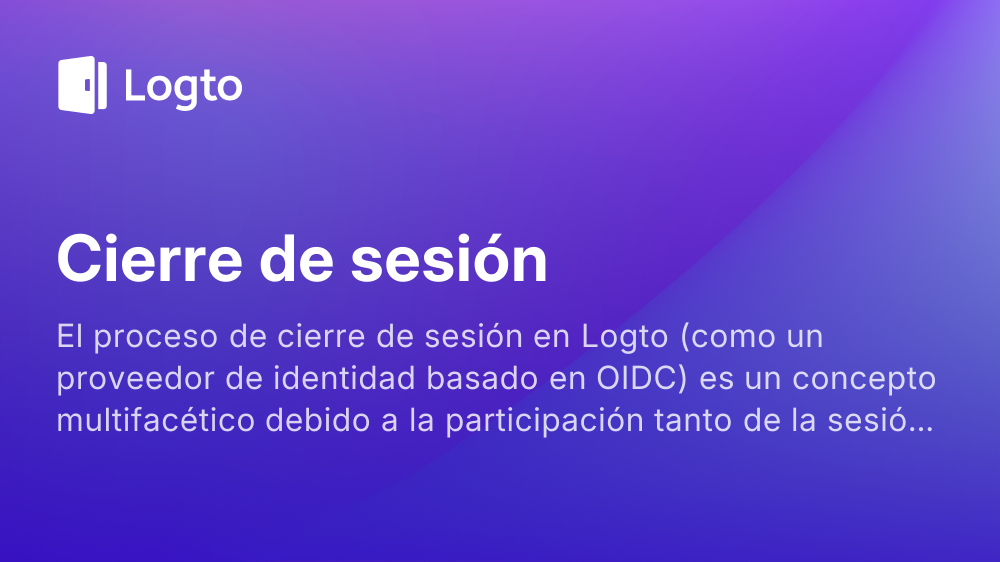 Logto
Cierre de sesión
El proceso de cierre de sesión en Logto (como un
proveedor de identidad basado en OIDC) es un concepto
multifacético debido a la participación tanto de la sesió...